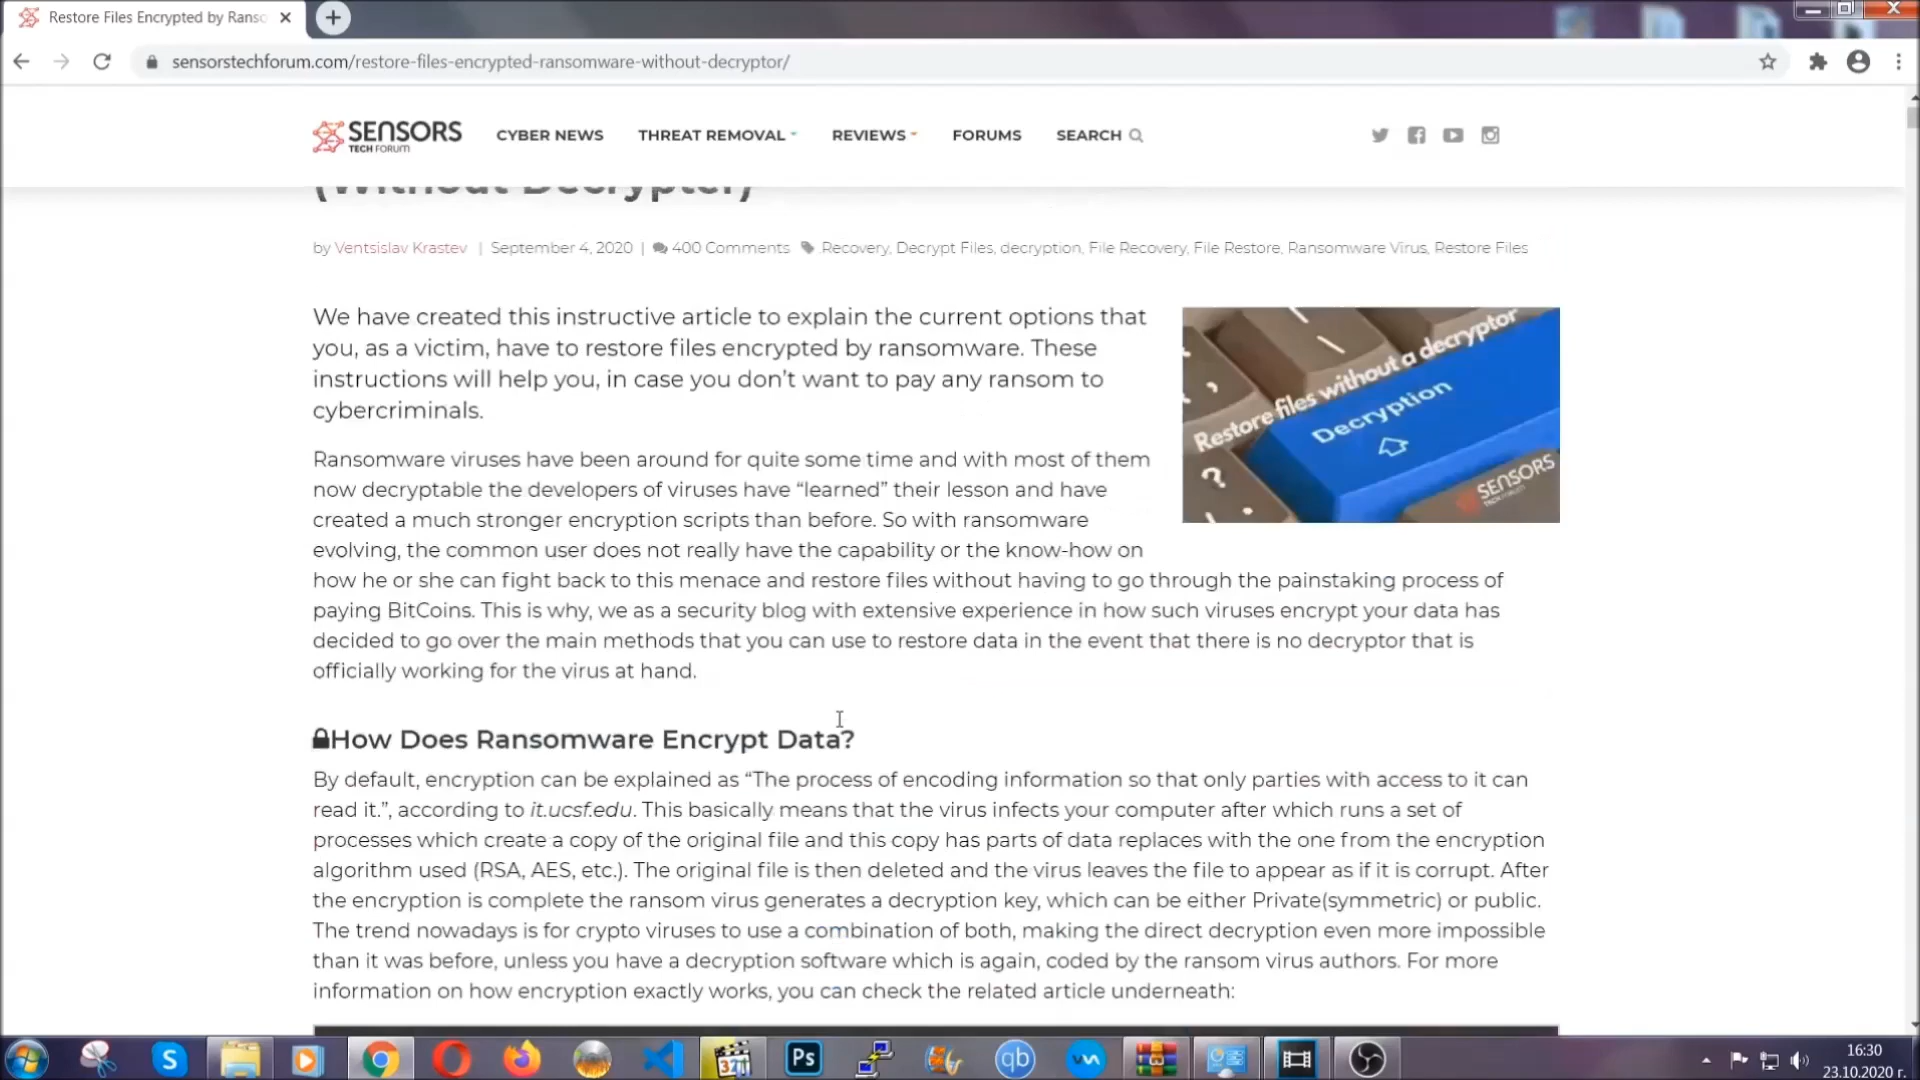 Restore Files Encrypted by Ranso
sensorstechforum.com/restore-files-encrypted-ransomware-without-decryptor/
SENSORS
TECH FORUM
CYBER NEWS
THREAT REMOVAL
REVIEWS
FORUMS
SEARCH
(Without Decrypter)
by Ventsislav Krastev | September 4, 2020 | 400 Comments Recovery, Decrypt Files, decryption, File Recovery, File Restore, Ransomware Virus, Restore Files
We have created this instructive article to explain the current options that
you, as a victim, have to restore files encrypted by ransomware. These
instructions will help you, in case you don't want to pay any ransom to
cybercriminals.
Restore files without a decryptor
Decryption
SENSORS
Ransomware viruses have been around for quite some time and with most of them
now decryptable the developers of viruses have “learned” their lesson and have
created a much stronger encryption scripts than before. So with ransomware
evolving, the common user does not really have the capability or the know-how on
how he or she can fight back to this menace and restore files without having to go through the painstaking process of
paying BitCoins. This is why, we as a security blog with extensive experience in how such viruses encrypt your data has
decided to go over the main methods that you can use to restore data in the event that there is no decryptor that is
officially working for the virus at hand.
How Does Ransomware Encrypt Data?
By default, encryption can be explained as “The process of encoding information so that only parties with access to it can
read it.”, according to it.ucsf.edu. This basically means that the virus infects your computer after which runs a set of
processes which create a copy of the original file and this copy has parts of data replaces with the one from the encryption
algorithm used (RSA, AES, etc.). The original file is then deleted and the virus leaves the file to appear as if it is corrupt. After
the encryption is complete the ransom virus generates a decryption key, which can be either Private(symmetric) or public.
The trend nowadays is for crypto viruses to use a combination of both, making the direct decryption even more impossible
than it was before, unless you have a decryption software which is again, coded by the ransom virus authors. For more
information on how encryption exactly works, you can check the related article underneath:
S
321
Ps
qb
16:30
23.10.2020 г.